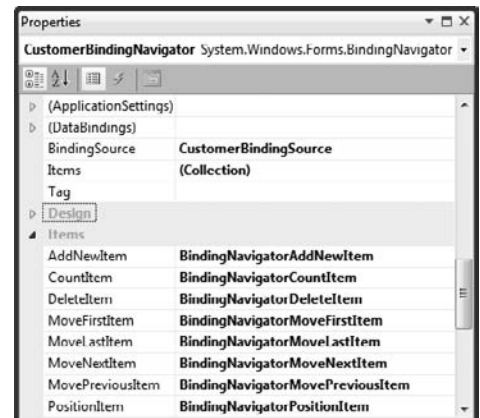 Properties
CustomerBindingNavigator System.Windows.Forms.BindingNavigator
(ApplicationSettings)
(DataBindings)
BindingSource CustomerBindingSource
Items (Collection)
Tag
Design
Items
AddNewItem BindingNavigatorAddNewItem
CountItem BindingNavigatorCountItem
DeleteItem BindingNavigatorDeleteItem
MoveFirstItem BindingNavigatorMoveFirstItem
MoveLastItem BindingNavigatorMoveLastItem
MoveNextItem BindingNavigatorMoveNextItem
MovePreviousItem BindingNavigatorMovePreviousItem
PositionItem BindingNavigatorPositionItem